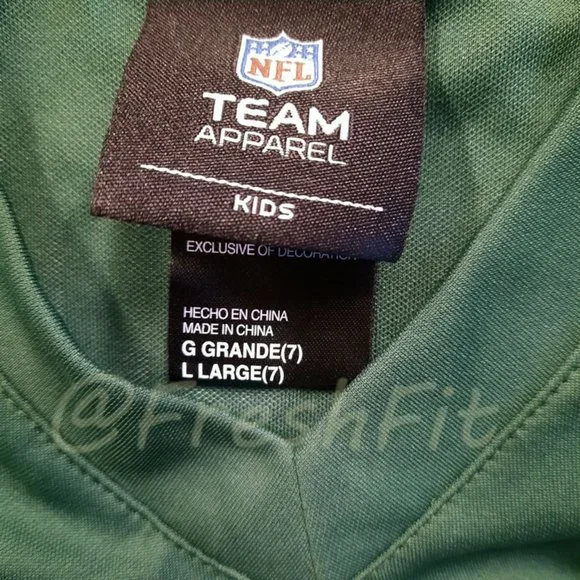 NFL
TEAM
APPAREL
KIDS
EXCLUSIVE OF DECORATION
HECHO EN CHINA
MADE IN CHINA
G GRANDE(7)
L LARGE(7)
@FreshFit